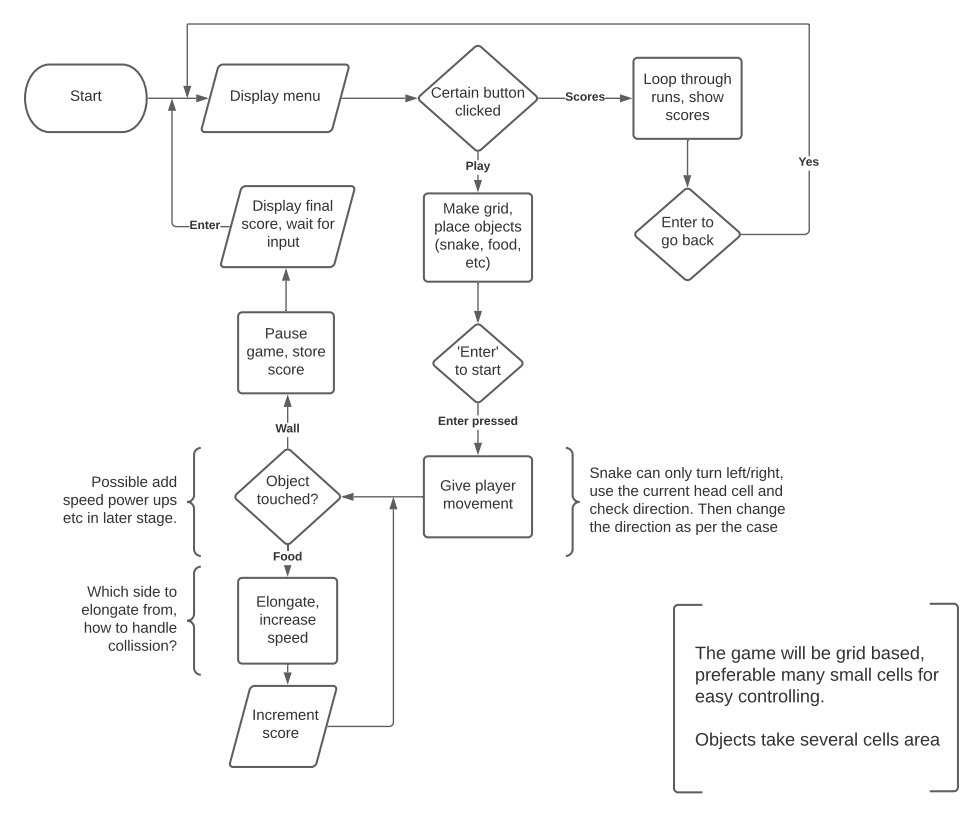 Start
Display menu
Certain button
clicked
Scores
Loop through
runs, show
scores
Yes
Play
Enter to
go back
Make grid,
place objects
(snake, food,
etc)
Display final
score, wait for
input
Enter
Pause
game, store
score
'Enter'
to start
Wall
Enter pressed
Object
touched?
Give player
movement
Possible add
speed power ups
etc in later stage.
Snake can only turn left/right,
use the current head cell and
check direction. Then change
the direction as per the case
Food
Which side to
elongate from,
how to handle
collission?
Elongate,
increase
speed
Increment
score
The game will be grid based,
preferable many small cells for
easy controlling.
Objects take several cells area